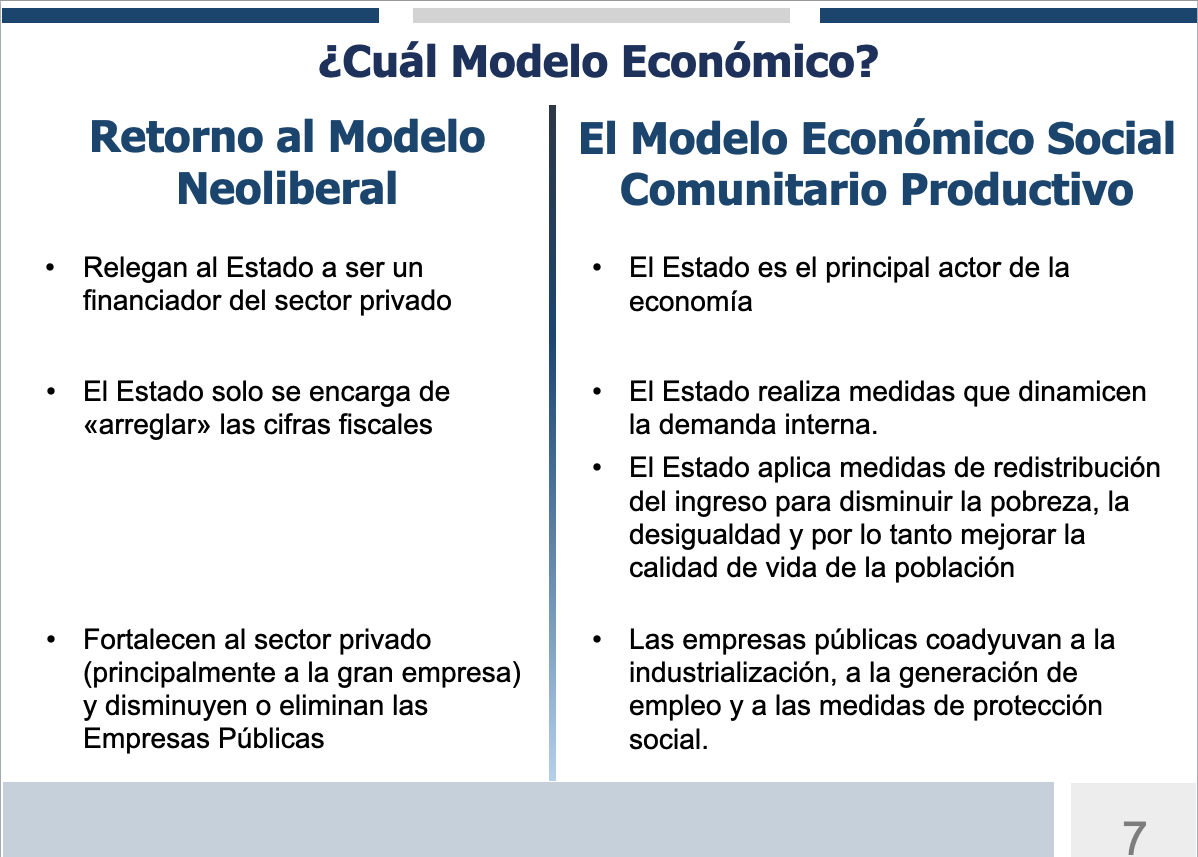 ¿Cuál Modelo Económico?
Retorno al Modelo
Neoliberal
• Relegan al Estado a ser un
financiador del sector privado
• El Estado solo se encarga de
«arreglar» las cifras fiscales
• Fortalecen al sector privado
(principalmente a la gran empresa)
y disminuyen o eliminan las
Empresas Públicas
El Modelo Económico Social
Comunitario Productivo
• El Estado es el principal actor de la
economía
• El Estado realiza medidas que dinamicen
la demanda interna.
• El Estado aplica medidas de redistribución
del ingreso para disminuir la pobreza, la
desigualdad y por lo tanto mejorar la
calidad de vida de la población
• Las empresas públicas coadyuvan a la
industrialización, a la generación de
empleo y a las medidas de protección
social.
7